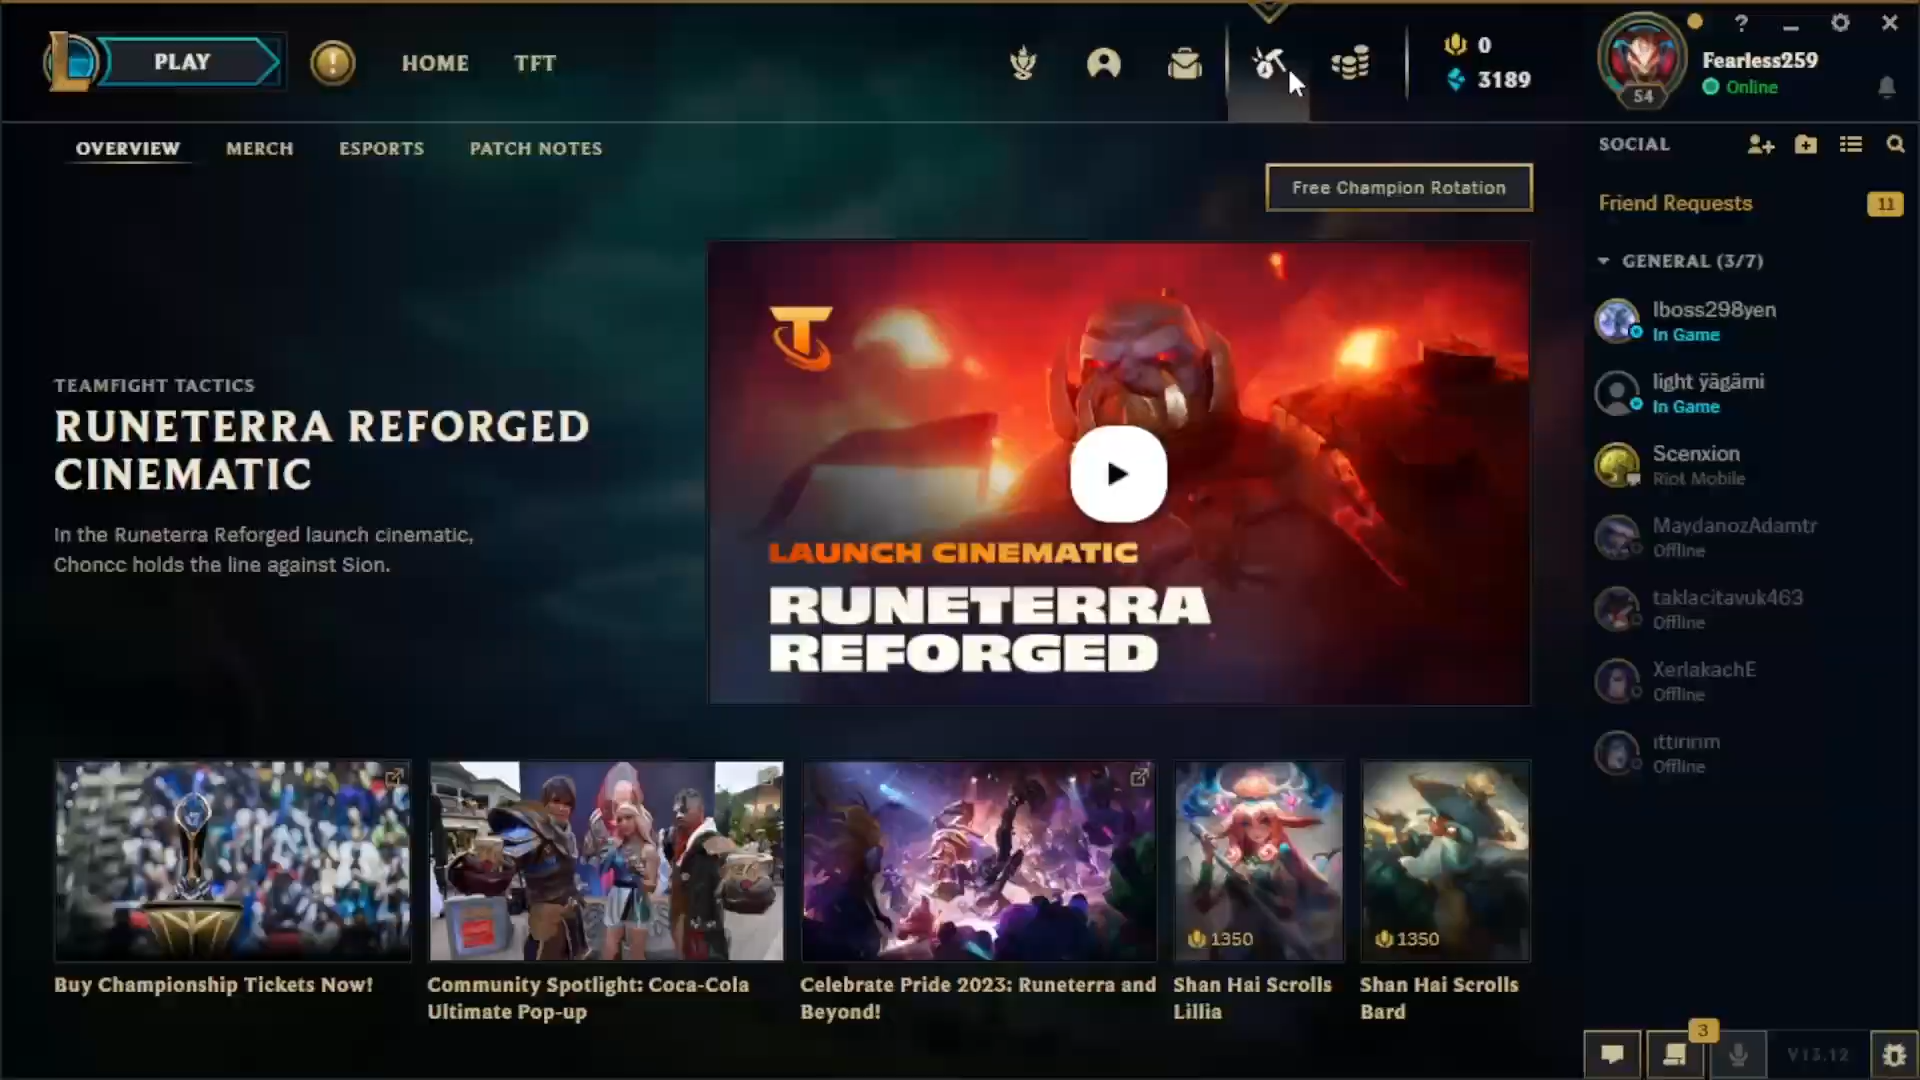 PLAY
HOME
TFT
0
3189
?
Fearless259
Online
54
OVERVIEW
MERCH
ESPORTS
PATCH NOTES
Free Champion Rotation
SOCIAL
Friend Requests
11
GENERAL (3/7)
lboss298yen
In Game
light ÿägämi
In Game
Scenxion
Riot Mobile
MaydanozAdamtr
Offline
taklacitavuk463
Offline
XerlakachE
Offline
Offline
TEAMFIGHT TACTICS
RUNETERRA REFORGED
CINEMATIC
In the Runeterra Reforged launch cinematic,
Choncc holds the line against Sion.
LAUNCH CINEMATIC
RUNETERRA
REFORGED
1350
1350
Buy Championship Tickets Now!
Community Spotlight: Coca-Cola
Ultimate Pop-up
Celebrate Pride 2023: Runeterra and
Beyond!
Shan Hai Scrolls
Lillia
Shan Hai Scrolls
Bard
3
V13.12